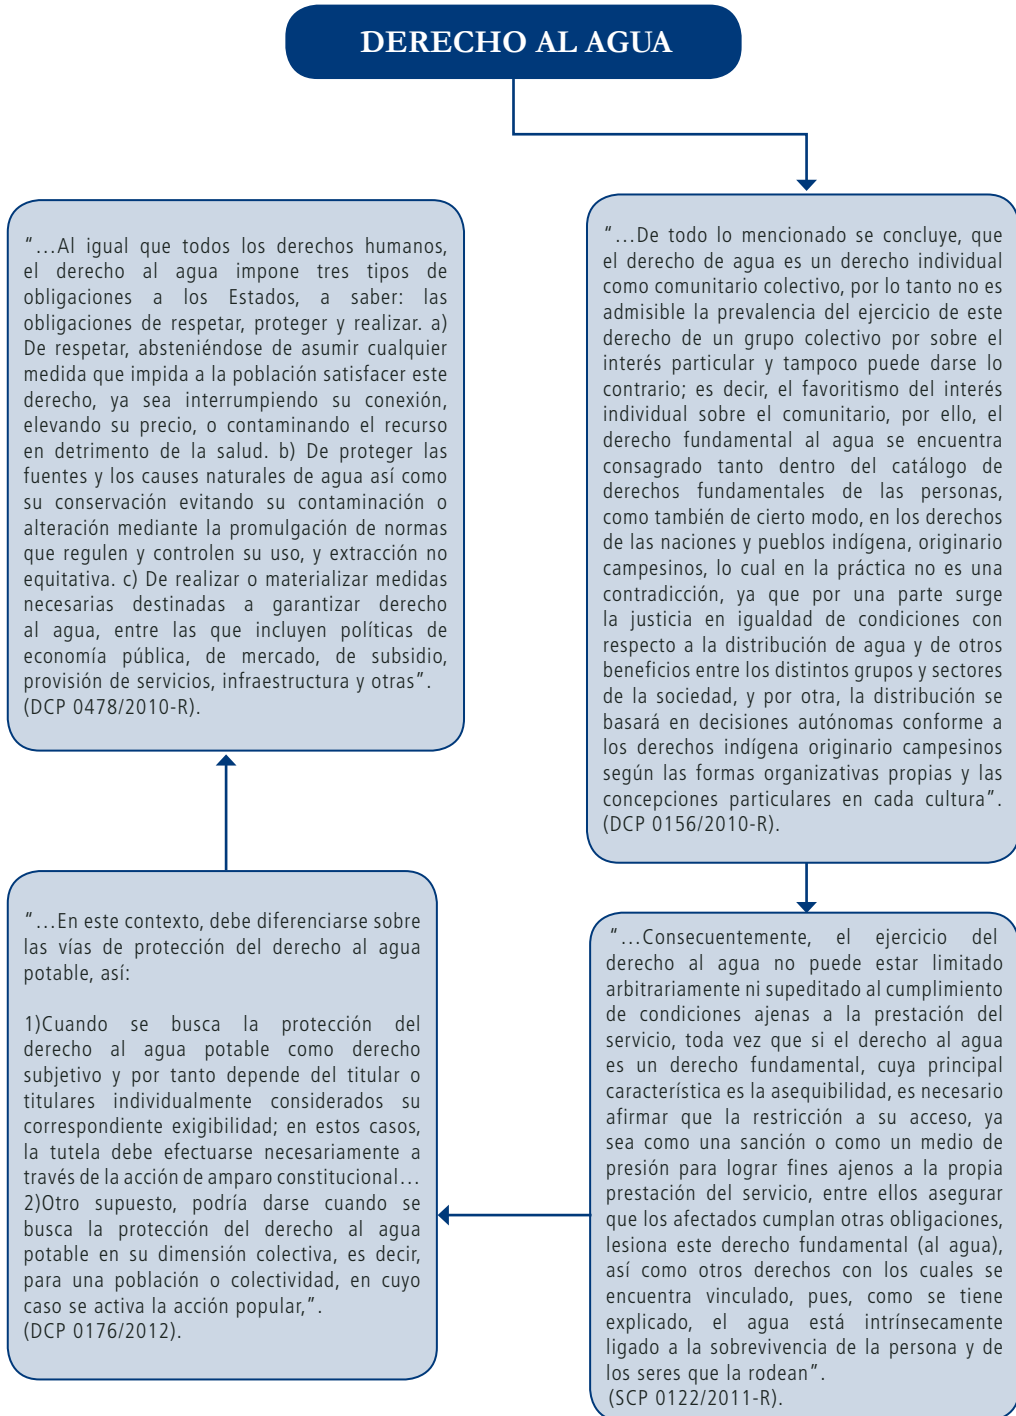 DERECHO AL AGUA
"...De todo lo mencionado se concluye, que
el derecho de agua es un derecho individual
como comunitario colectivo, por lo tanto no es
admisible la prevalencia del ejercicio de este
derecho de un grupo colectivo por sobre el
interés particular y tampoco puede darse lo
contrario; es decir, el favoritismo del interés
individual sobre el comunitario, por ello, el
derecho fundamental al agua se encuentra
consagrado tanto dentro del catálogo de
derechos fundamentales de las personas,
como también de cierto modo, en los derechos
de las naciones y pueblos indígena, originario
campesinos, lo cual en la práctica no es una
contradicción, ya que por una parte surge
la justicia en igualdad de condiciones con
respecto a la distribución de agua y de otros
beneficios entre los distintos grupos y sectores
de la sociedad, y por otra, la distribución se
basará en decisiones autónomas conforme a
los derechos indígena originario campesinos
según las formas organizativas propias y las
concepciones particulares en cada cultura".
(DCP 0156/2010-R).
"...Consecuentemente, el ejercicio del
derecho al agua no puede estar limitado
arbitrariamente ni supeditado al cumplimiento
de condiciones ajenas a la prestación del
servicio, toda vez que si el derecho al agua
es un derecho fundamental, cuya principal
característica es la asequibilidad, es necesario
afirmar que la restricción a su acceso, ya
sea como una sanción o como un medio de
presión para lograr fines ajenos a la propia
prestación del servicio, entre ellos asegurar
que los afectados cumplan otras obligaciones,
lesiona este derecho fundamental (al agua),
así como otros derechos con los cuales se
encuentra vinculado, pues, como se tiene
explicado, el agua está intrínsecamente
ligado a la sobrevivencia de la persona y de
los seres que la rodean".
(SCP 0122/2011-R).
"...En este contexto, debe diferenciarse sobre
las vías de protección del derecho al agua
potable, así:
1)Cuando se busca la protección del
derecho al agua potable como derecho
subjetivo y por tanto depende del titular o
titulares individualmente considerados su
correspondiente exigibilidad; en estos casos,
la tutela debe efectuarse necesariamente a
través de la acción de amparo constitucional...
2)Otro supuesto, podría darse cuando se
busca la protección del derecho al agua
potable en su dimensión colectiva, es decir,
para una población o colectividad, en cuyo
caso se activa la acción popular,".
(DCP 0176/2012).
"...Al igual que todos los derechos humanos,
el derecho al agua impone tres tipos de
obligaciones a los Estados, a saber: las
obligaciones de respetar, proteger y realizar. a)
De respetar, absteniéndose de asumir cualquier
medida que impida a la población satisfacer este
derecho, ya sea interrumpiendo su conexión,
elevando su precio, o contaminando el recurso
en detrimento de la salud. b) De proteger las
fuentes y los causes naturales de agua así como
su conservación evitando su contaminación o
alteración mediante la promulgación de normas
que regulen y controlen su uso, y extracción no
equitativa. c) De realizar o materializar medidas
necesarias destinadas a garantizar derecho
al agua, entre las que incluyen políticas de
economía pública, de mercado, de subsidio,
provisión de servicios, infraestructura y otras".
(DCP 0478/2010-R).